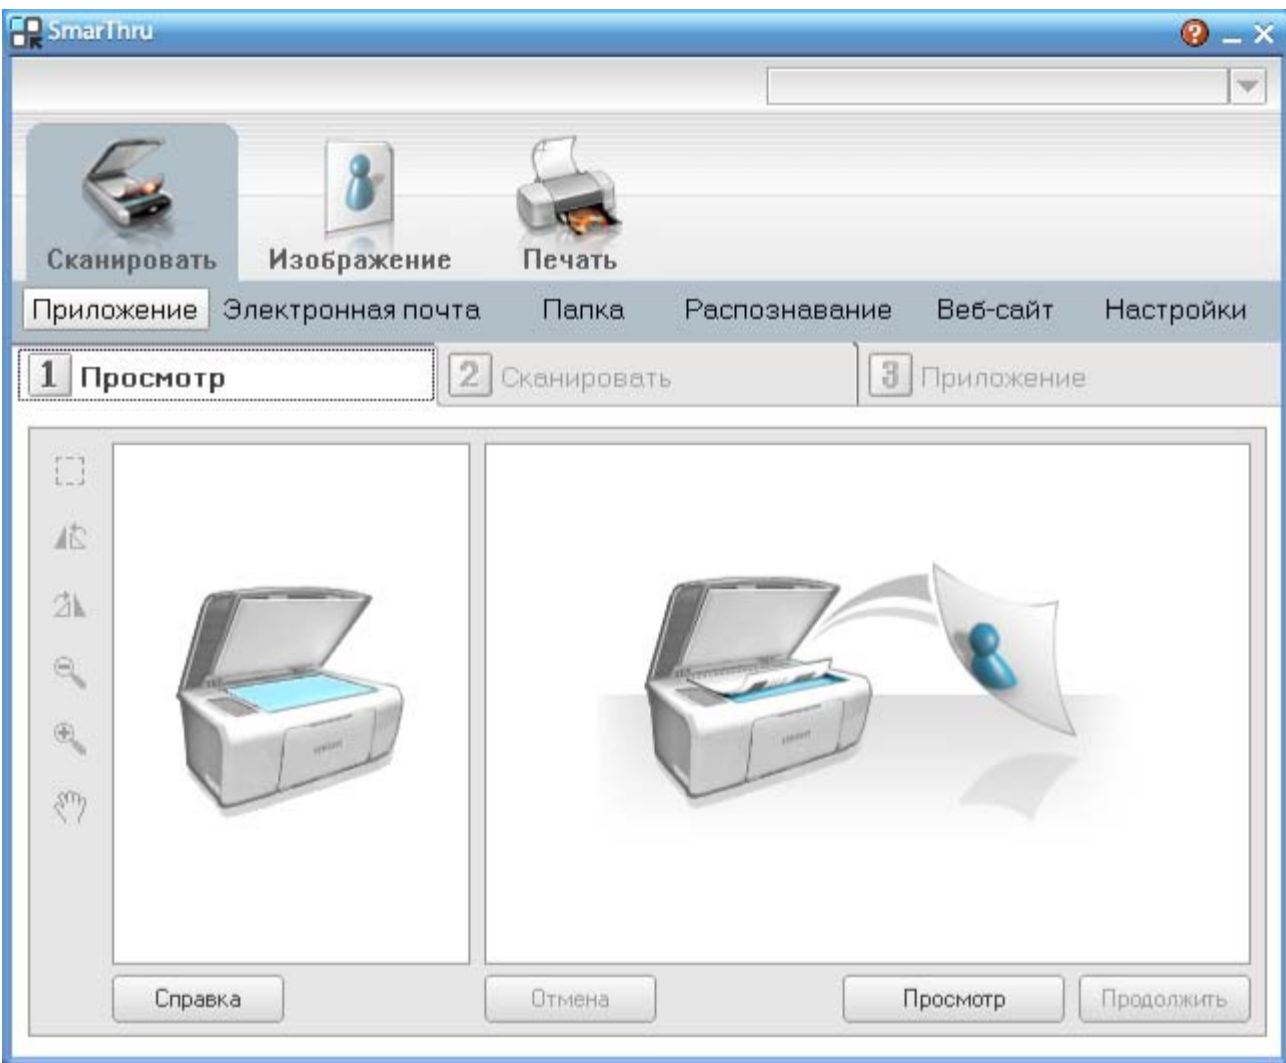 SmarThru
Сканировать Изображение Печать
Приложение Электронная почта Папка Распознавание Веб-сайт Настройки
1 Просмотр 2 Сканировать 3 Приложение
Справка Отмена Просмотр Продолжить